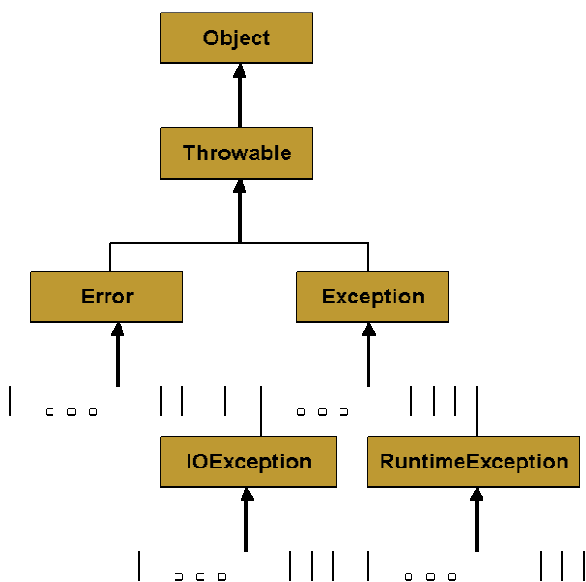 Object
Throwable
Error
Exception
IOException
RuntimeException